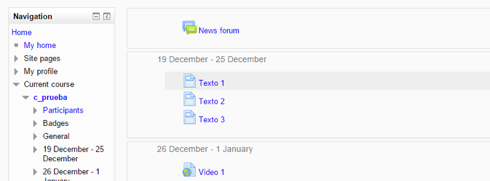 Navigation
Home
My home
Site pages
My profile
Current course
c_prueba
Participants
Badges
General
19 December - 25
December
26 December - 1
January
News forum
19 December - 25 December
Texto 1
Texto 2
Texto 3
26 December - 1 January
Video 1